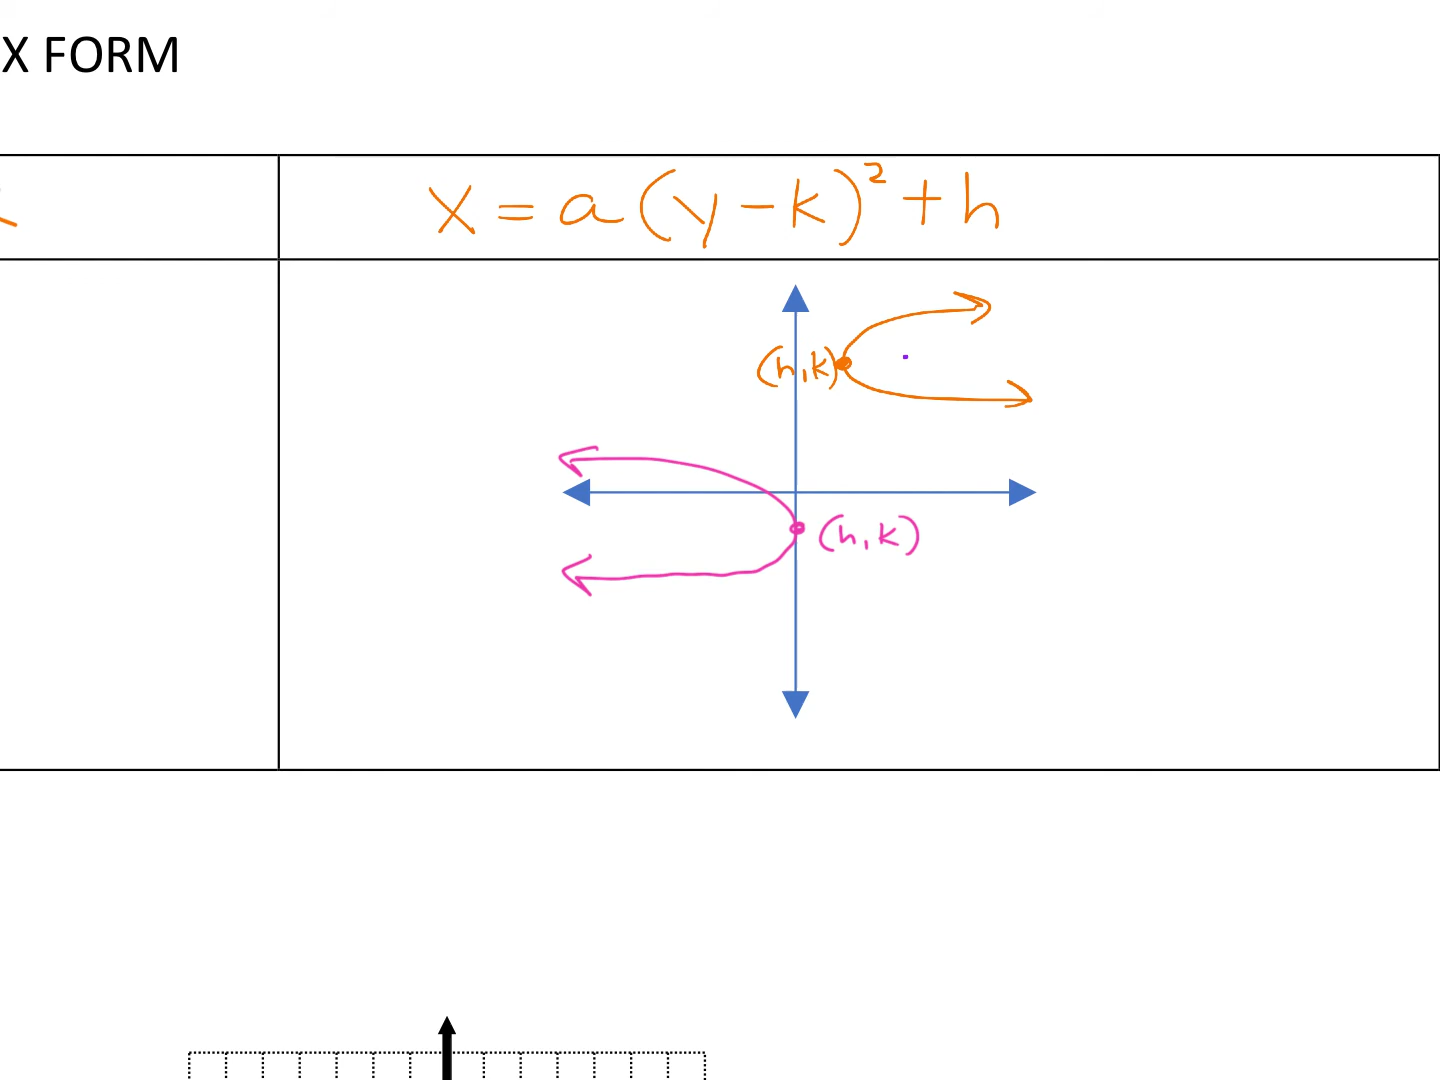 X FORM
x = a(y-k)²+h
(h,k)
(h,k)